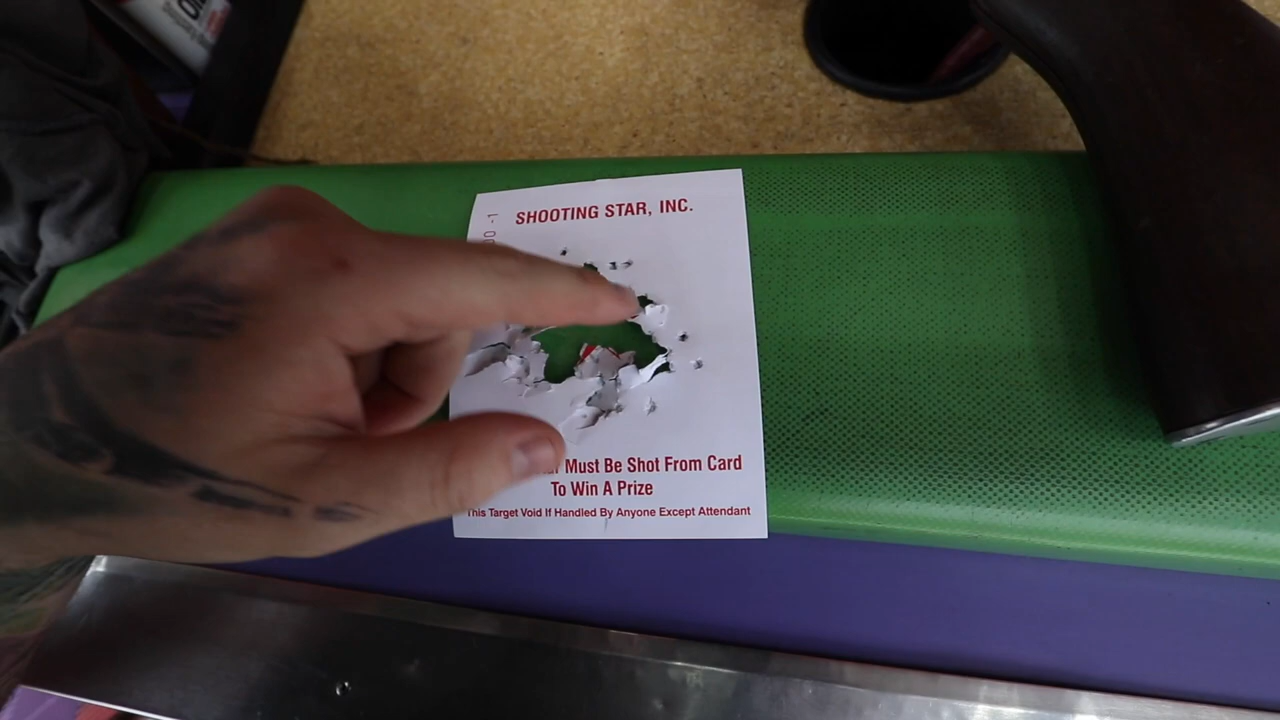 SHOOTING STAR, INC.
Must Be Shot From Card
To Win A Prize
This Target Void If Handled By Anyone Except Attendant